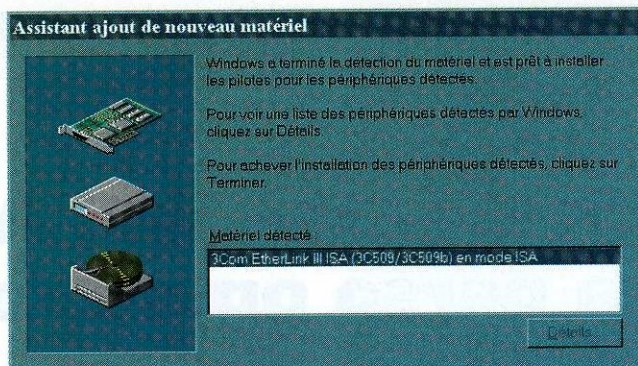 Assistant ajout de nouveau matériel
Windows a terminé la détection du matériel et est prêt à installer
les pilotes pour les périphériques détectés.
Pour voir une liste des périphériques détectés par Windows,
cliquez sur Détails.
Pour achever l'installation des périphériques détectés, cliquez sur
Terminer.
Matériel détecté
3Com EtherLink III ISA (3C509/3C509b) en mode ISA
Détails...